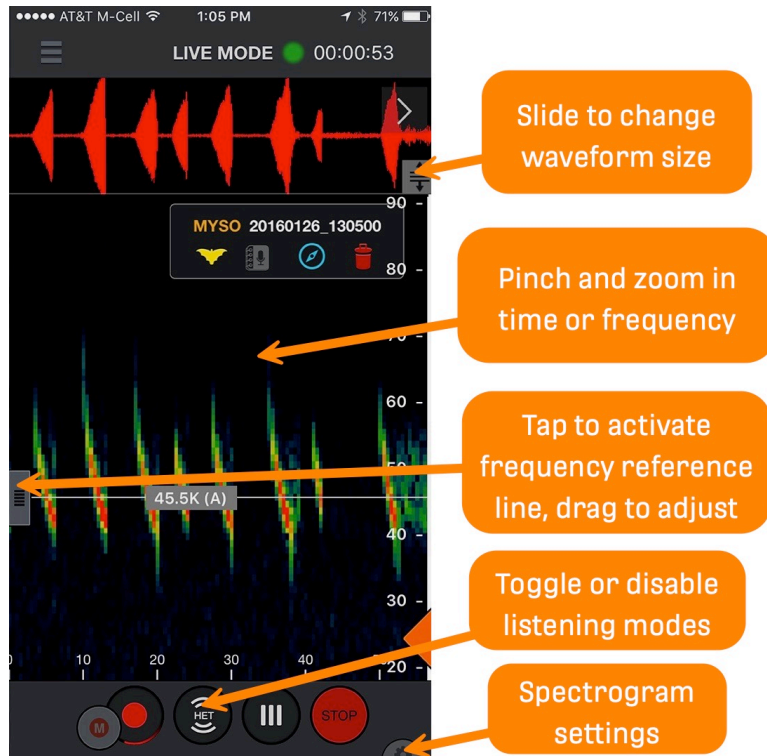 AT&T M-Cell 1:05 PM 71%
LIVE MODE 00:00:53
Slide to change
waveform size
90 -
MYSO 20160126_130500
80 -
Pinch and zoom in
time or frequency
60 -
Tap to activate
frequency reference
line, drag to adjust
45.5K (A)
40 -
Toggle or disable
listening modes
30 -
20 -
10 20 30 40
M
HET
STOP
Spectrogram
settings